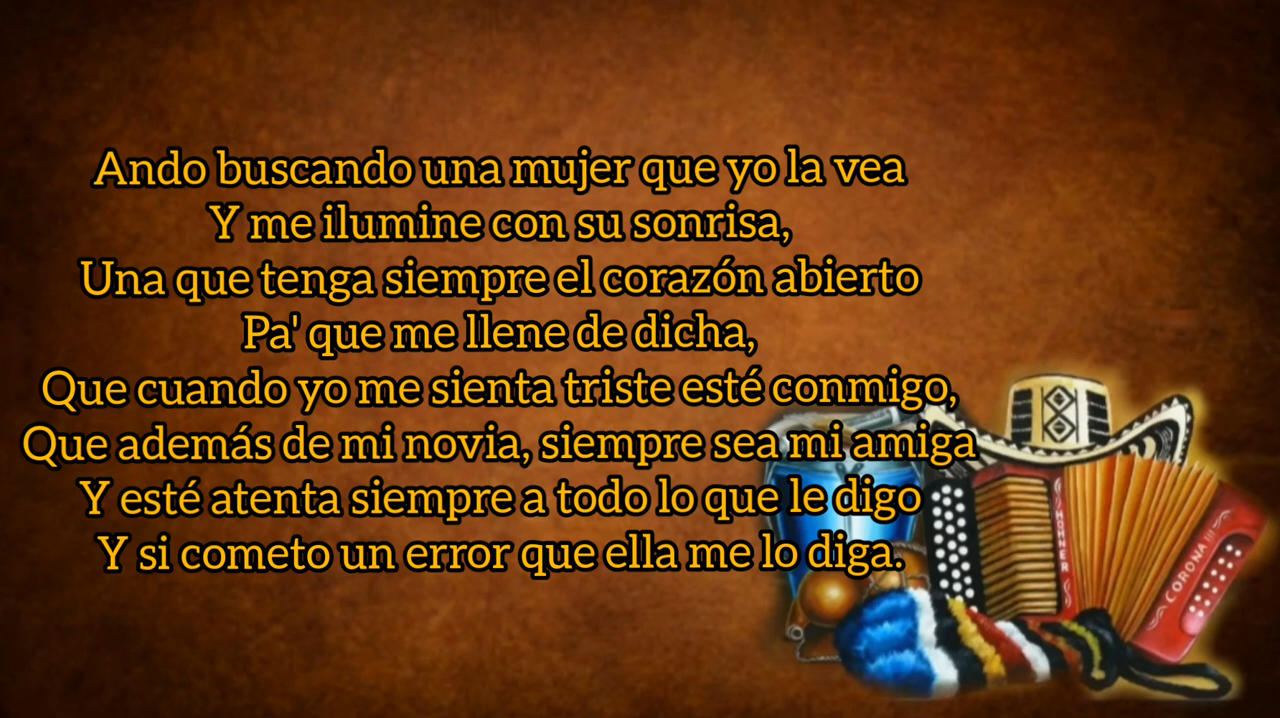 Ando buscando una mujer que yo la vea
Y me ilumine con su sonrisa,
Una que tenga siempre el corazón abierto
Pa' que me llene de dicha,
Que cuando yo me sienta triste esté conmigo,
Que además de mi novia, siempre sea mi amiga
Y esté atenta siempre a todo lo que le digo
Y si cometo un error que ella me lo diga.
HOHNER
CORONA III